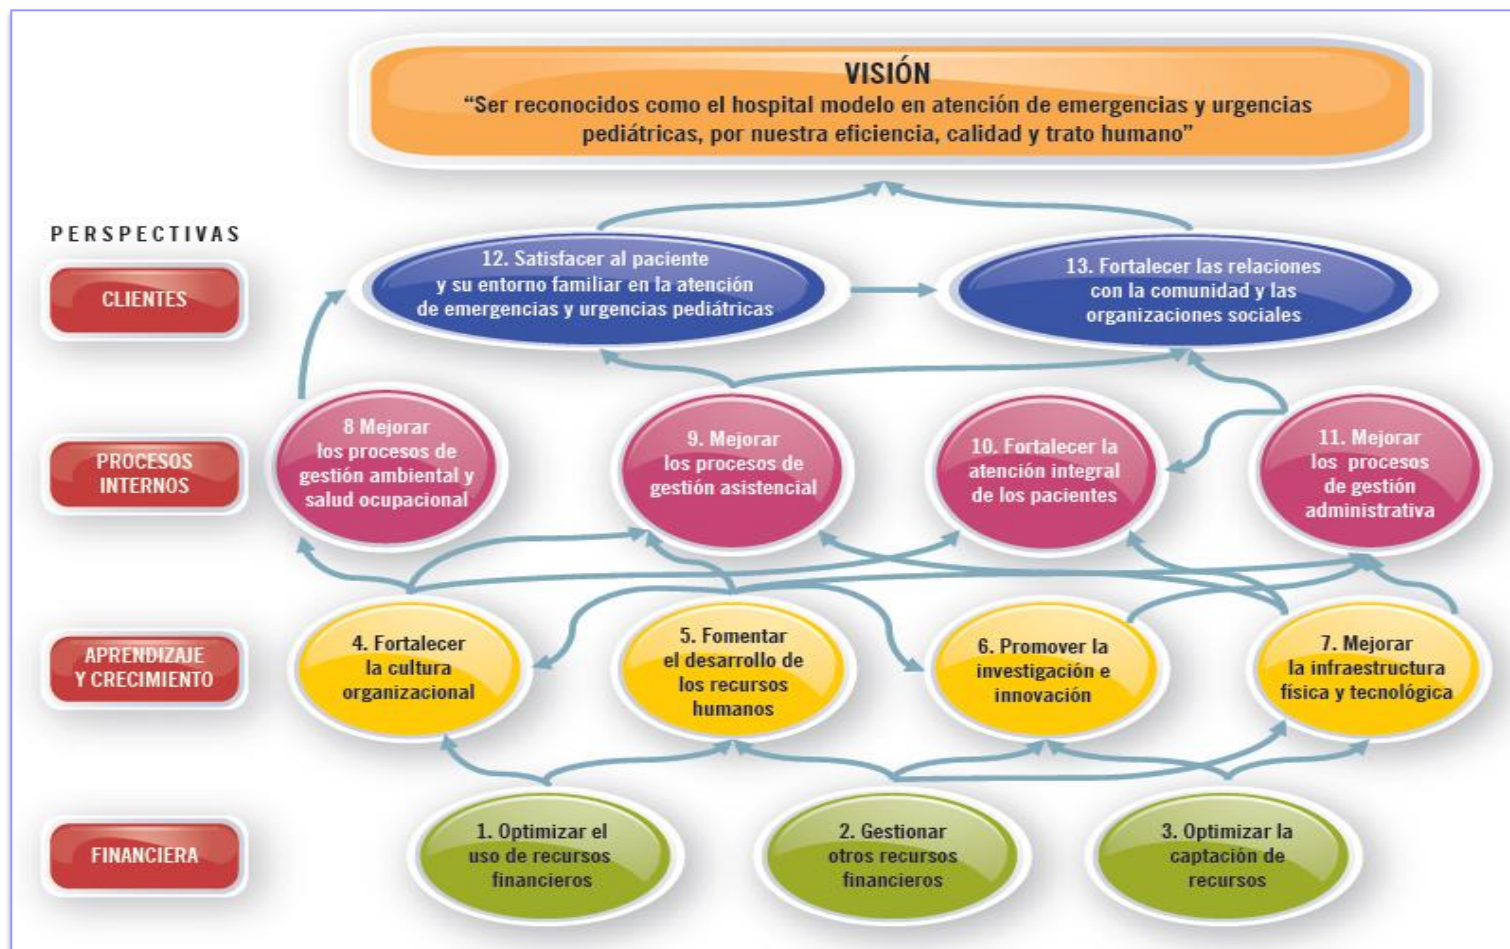 VISIÓN
“Ser reconocidos como el hospital modelo en atención de emergencias y urgencias
pediátricas, por nuestra eficiencia, calidad y trato humano”
PERSPECTIVAS
CLIENTES
12. Satisfacer al paciente
y su entorno familiar en la atención
de emergencias y urgencias pediátricas
13. Fortalecer las relaciones
con la comunidad y las
organizaciones sociales
PROCESOS
INTERNOS
8 Mejorar
los procesos de
gestión ambiental y
salud ocupacional
9. Mejorar
los procesos de
gestión asistencial
10. Fortalecer la
atención integral
de los pacientes
11. Mejorar
los procesos
de gestión
administrativa
APRENDIZAJE
Y CRECIMIENTO
4. Fortalecer
la cultura
organizacional
5. Fomentar
el desarrollo de
los recursos
humanos
6. Promover la
investigación e
innovación
7. Mejorar
la infraestructura
física y tecnológica
FINANCIERA
1. Optimizar el
uso de recursos
financieros
2. Gestionar
otros recursos
financieros
3. Optimizar la
captación de
recursos